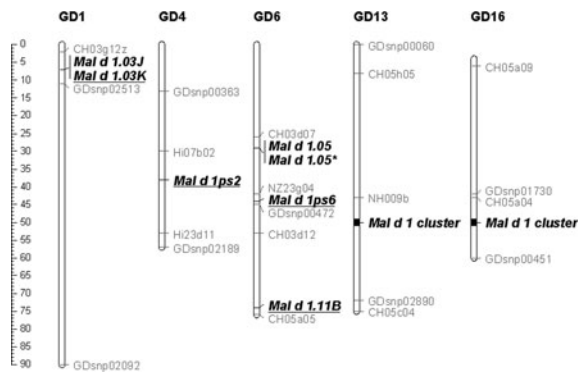 GD1 GD4 GD6 GD13 GD16
0
5
10
15
20
25
30
35
40
45
50
55
60
65
70
75
80
85
90
CH03g12z
Mal d 1.03J
Mal d 1.03K
GDsnp02513
GDsnp02092
GDsnp00363
Hi07b02
Mal d 1ps2
Hi23d11
GDsnp02189
CH03d07
Mal d 1.05
Mal d 1.05*
NZ23g04
Mal d 1ps6
GDsnp00472
CH03d12
Mal d 1.11B
CH05a05
GDsnp00060
CH05h05
NH009b
Mal d 1 cluster
GDsnp02890
CH05c04
CH05a09
GDsnp01730
CH05a04
Mal d 1 cluster
GDsnp00451